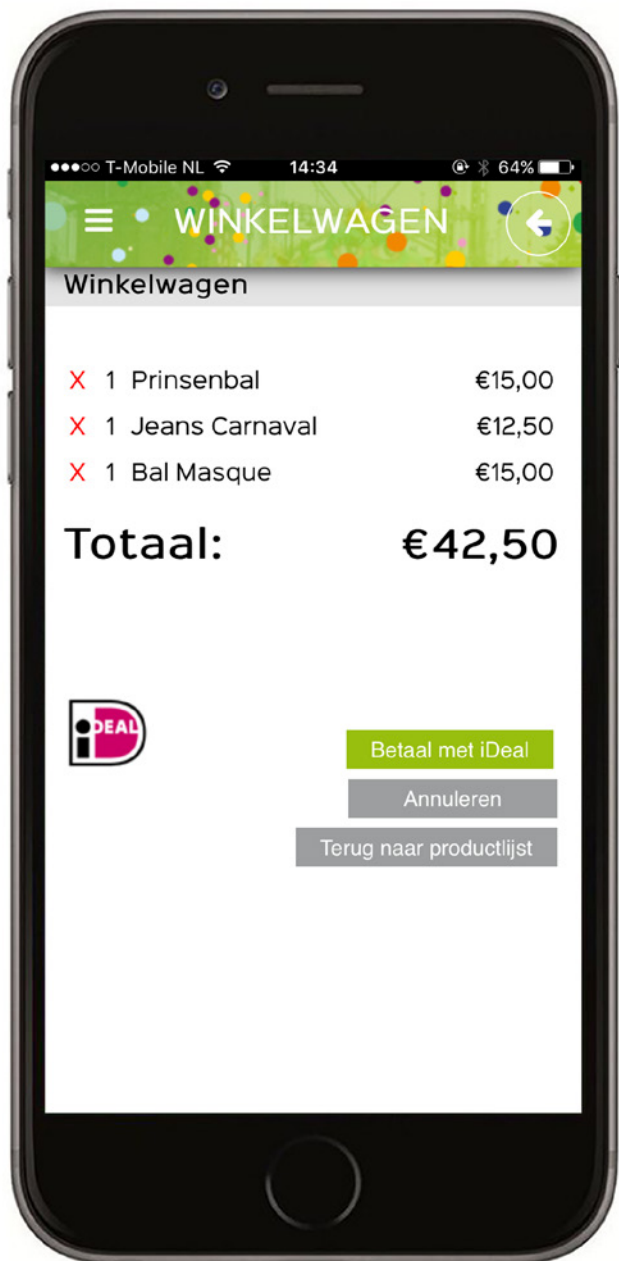 T-Mobile NL 14:34 64%
WINKELWAGEN
Winkelwagen
X 1 Prinsenbal €15,00
X 1 Jeans Carnaval €12,50
X 1 Bal Masque €15,00
Totaal: €42,50
iDEAL
Betaal met iDeal
Annuleren
Terug naar productlijst